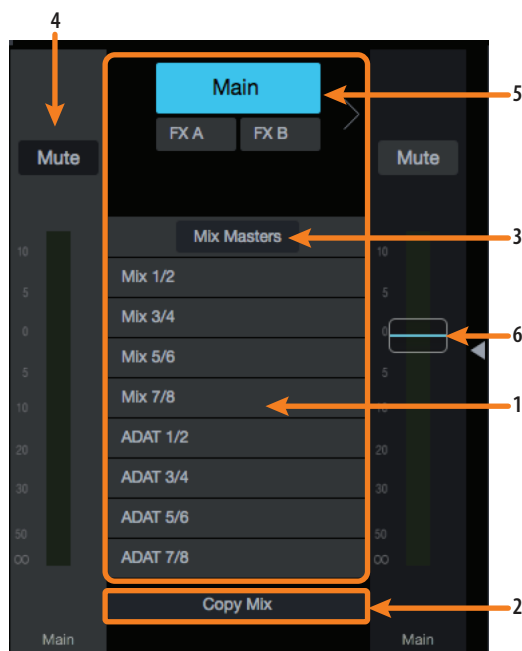 4
Main
5
FX A
FX B
Mute
Mute
Mix Masters
3
10
10
Mix 1/2
5
5
Mix 3/4
0
0
6
Mix 5/6
5
5
Mix 7/8
1
10
10
ADAT 1/2
20
20
ADAT 3/4
30
30
ADAT 5/6
50
50
ADAT 7/8
∞
∞
Copy Mix
2
Main
Main